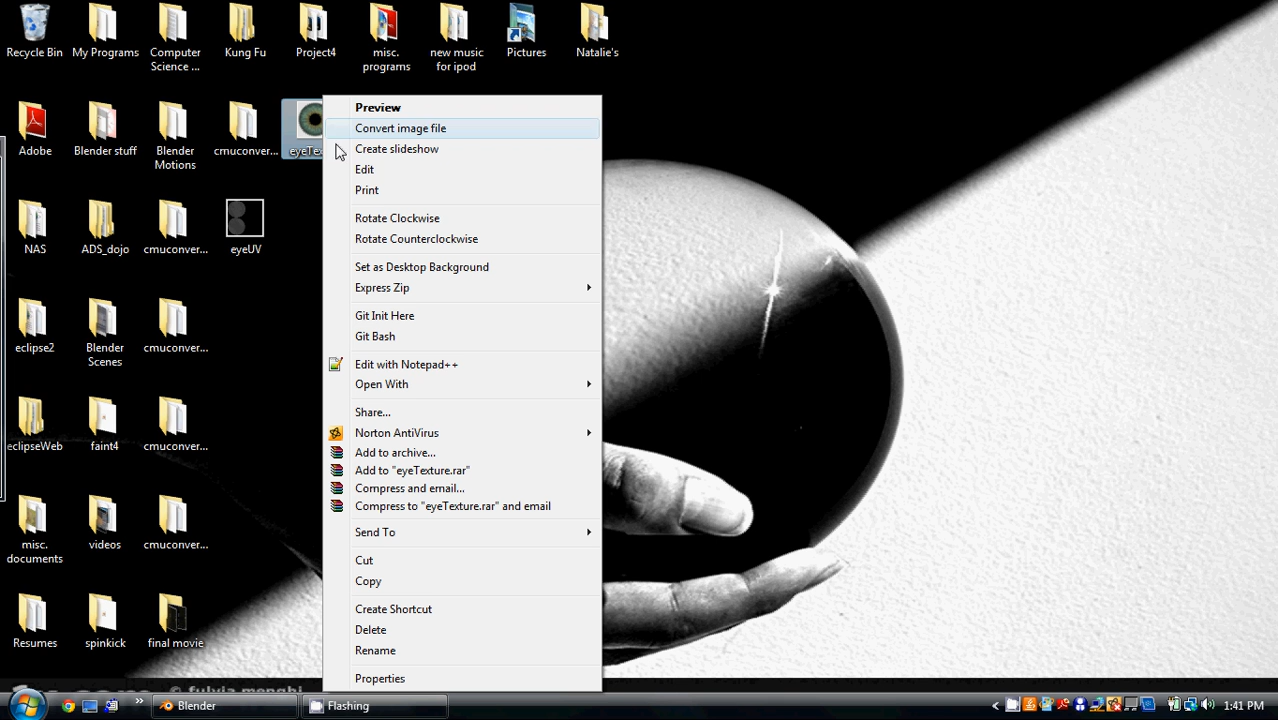 Recycle Bin
My Programs
Computer
Science ...
Kung Fu
Project4
misc.
programs
new music
for ipod
Pictures
Natalie's
Adobe
Blender stuff
Blender
Motions
cmuconver...
eyeTex
NAS
ADS_dojo
cmuconver...
eyeUV
eclipse2
Blender
Scenes
cmuconver...
eclipseWeb
faint4
cmuconver...
misc.
documents
videos
cmuconver...
Resumes
spinkick
final movie
Preview
Convert image file
Create slideshow
Edit
Print
Rotate Clockwise
Rotate Counterclockwise
Set as Desktop Background
Express Zip
Git Init Here
Git Bash
Edit with Notepad++
Open With
Share...
Norton AntiVirus
Add to archive...
Add to "eyeTexture.rar"
Compress and email...
Compress to "eyeTexture.rar" and email
Send To
Cut
Copy
Create Shortcut
Delete
Rename
Properties
© fulvia menghi
Blender
Flashing
1:41 PM